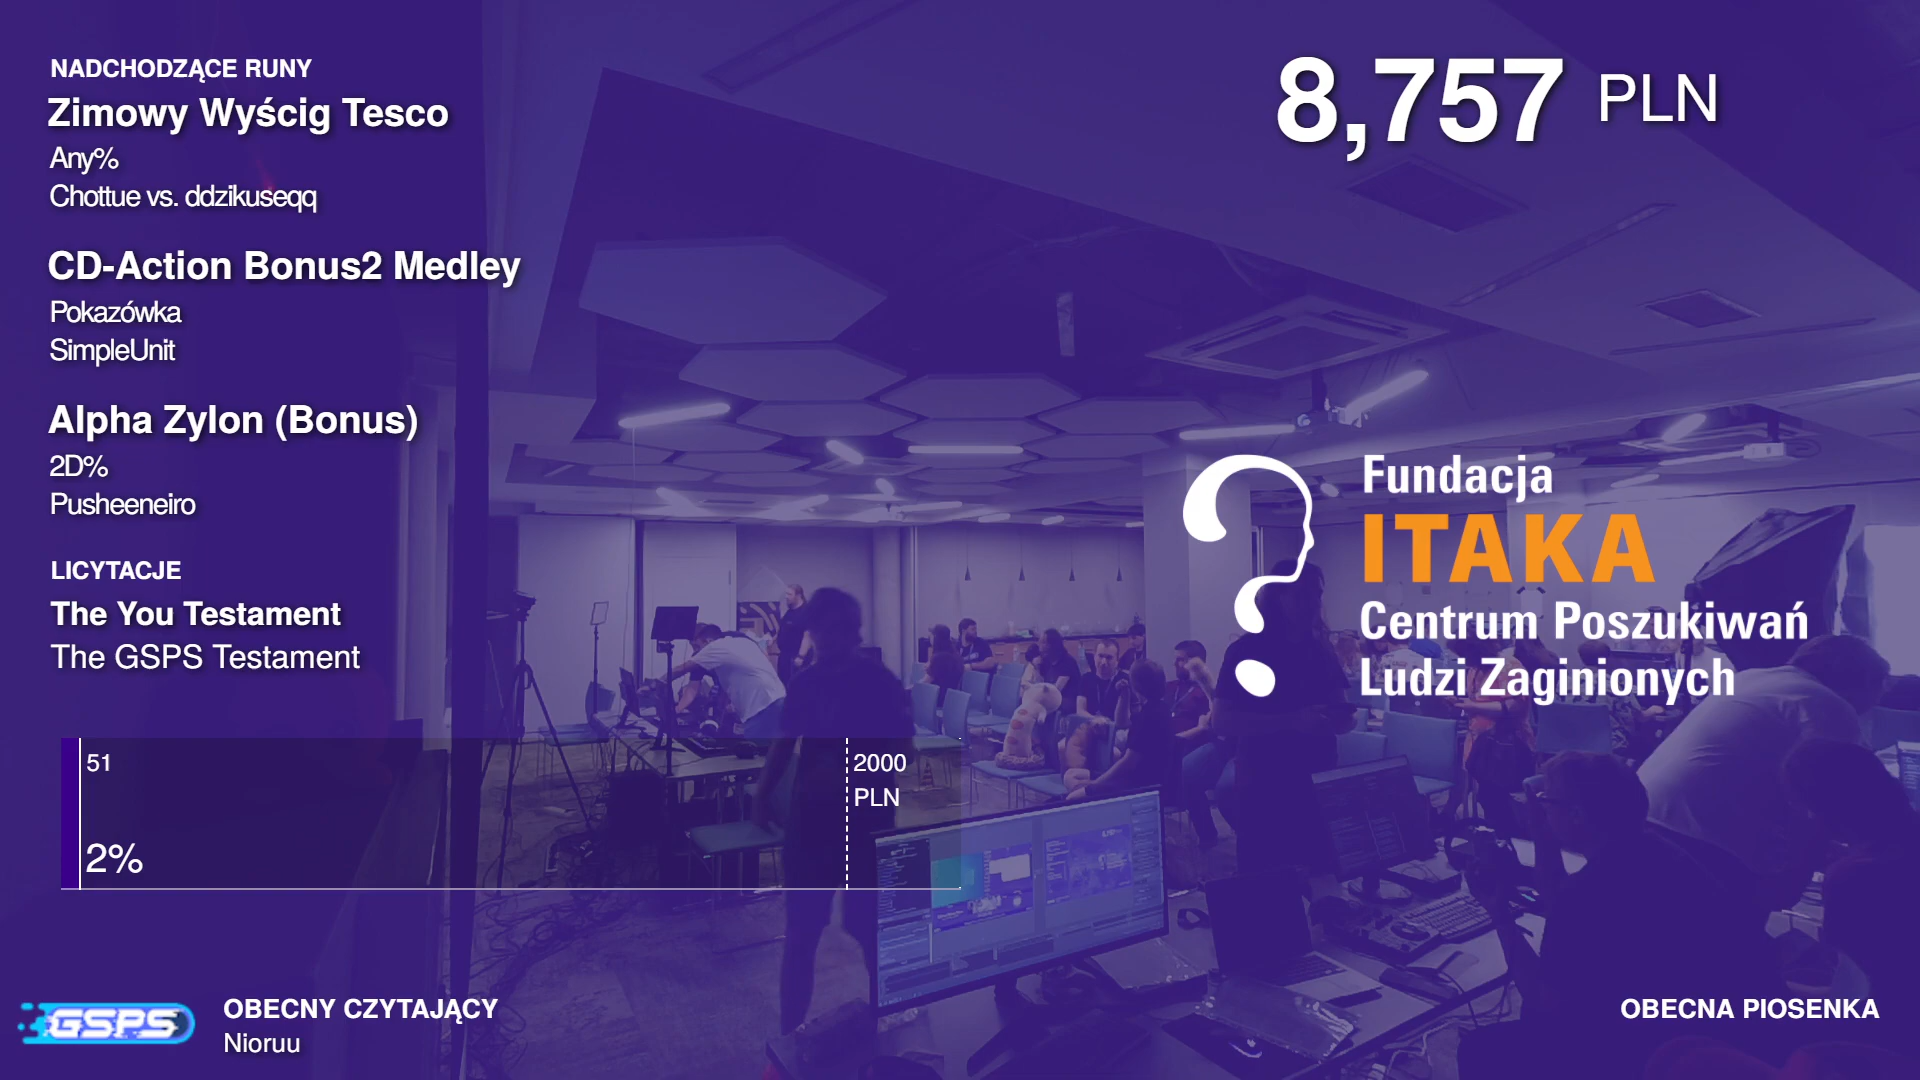 NADCHODZĄCE RUNY
Zimowy Wyścig Tesco
Any%
Chottue vs. ddzikuseqq
CD-Action Bonus2 Medley
Pokazówka
SimpleUnit
Alpha Zylon (Bonus)
2D%
Pusheeneiro
LICYTACJE
The You Testament
The GSPS Testament
51
2%
2000
PLN
8,757 PLN
Fundacja
ITAKA
Centrum Poszukiwań
Ludzi Zaginionych
GSPS
OBECNY CZYTAJĄCY
Nioruu
OBECNA PIOSENKA